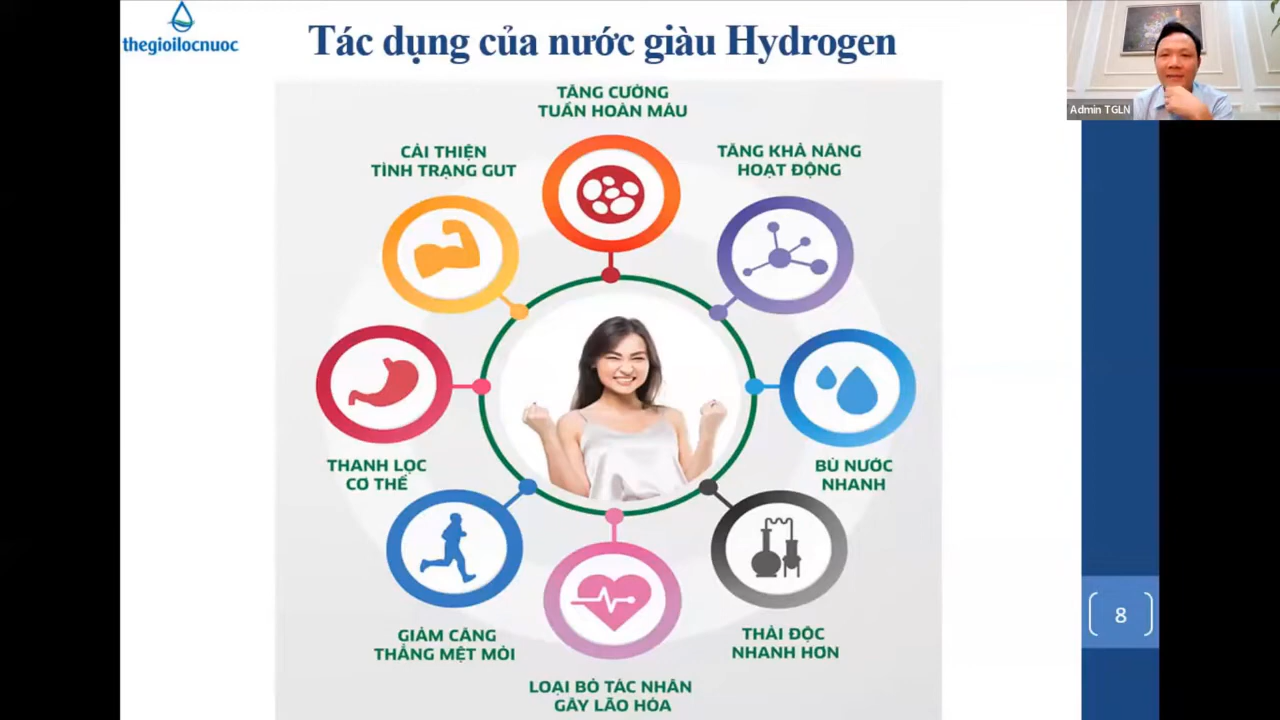 thegioilocnuoc
Tác dụng của nước giàu Hydrogen
Admin TGLN
TĂNG CƯỜNG
TUẦN HOÀN MÁU
CẢI THIỆN
TÌNH TRẠNG GUT
TĂNG KHẢ NĂNG
HOẠT ĐỘNG
THANH LỌC
CƠ THỂ
BÙ NƯỚC
NHANH
GIẢM CĂNG
THẲNG MỆT MỎI
THẢI ĐỘC
NHANH HƠN
LOẠI BỎ TÁC NHÂN
GÂY LÃO HÓA
8